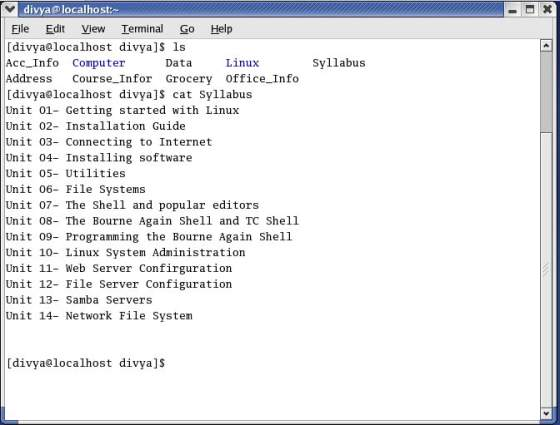 divya@localhost:~
File Edit View Terminal Go Help
[divya@localhost divya]$ ls
Acc_Info Computer Data Linux Syllabus
Address Course_Infor Grocery Office_Info
[divya@localhost divya]$ cat Syllabus
Unit 01- Getting started with Linux
Unit 02- Installation Guide
Unit 03- Connecting to Internet
Unit 04- Installing software
Unit 05- Utilities
Unit 06- File Systems
Unit 07- The Shell and popular editors
Unit 08- The Bourne Again Shell and TC Shell
Unit 09- Programming the Bourne Again Shell
Unit 10- Linux System Administration
Unit 11- Web Server Confirguration
Unit 12- File Server Configuration
Unit 13- Samba Servers
Unit 14- Network File System
[divya@localhost divya]$